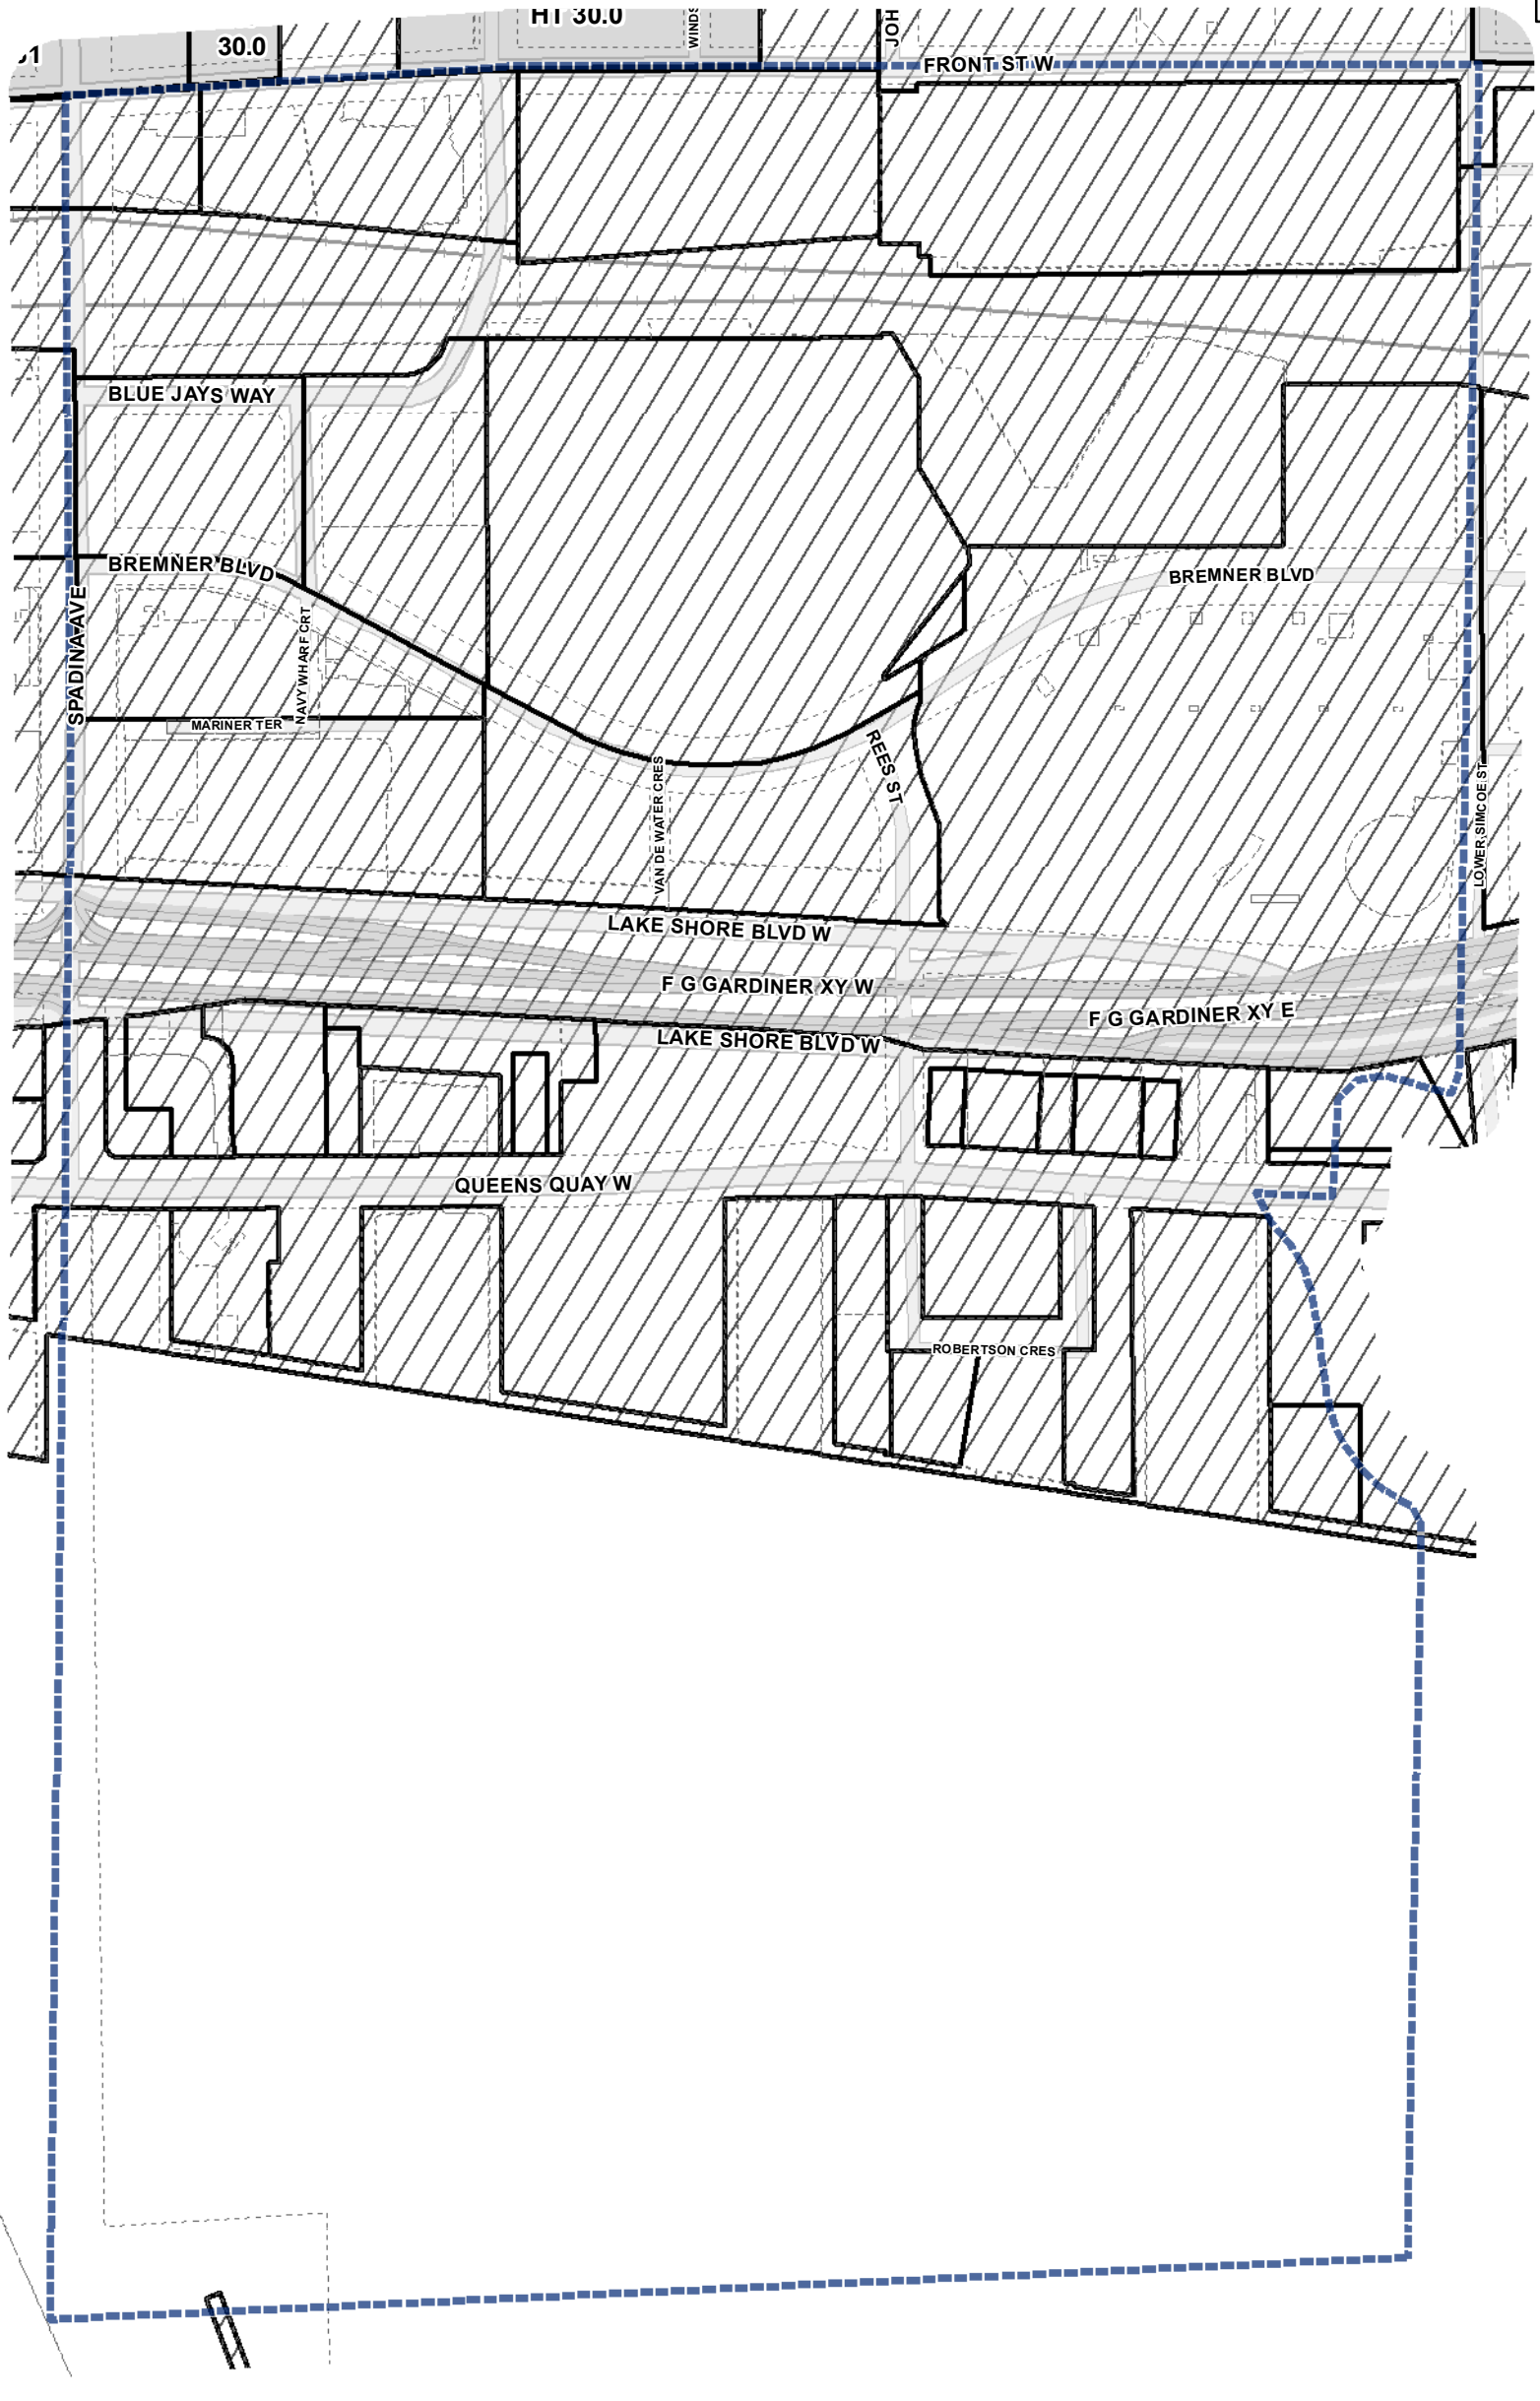 HT 30.0
30.0
FRONT ST W
BLUE JAYS WAY
BREMNER BLVD
BREMNER BLVD
SPADINA AVE
NAVY WHARF CRT
MARINER TER
REES ST
VAN DE WATER CRES
LOWER SIMCOE ST
LAKE SHORE BLVD W
F G GARDINER XY W
F G GARDINER XY E
LAKE SHORE BLVD W
QUEENS QUAY W
ROBERTSON CRES